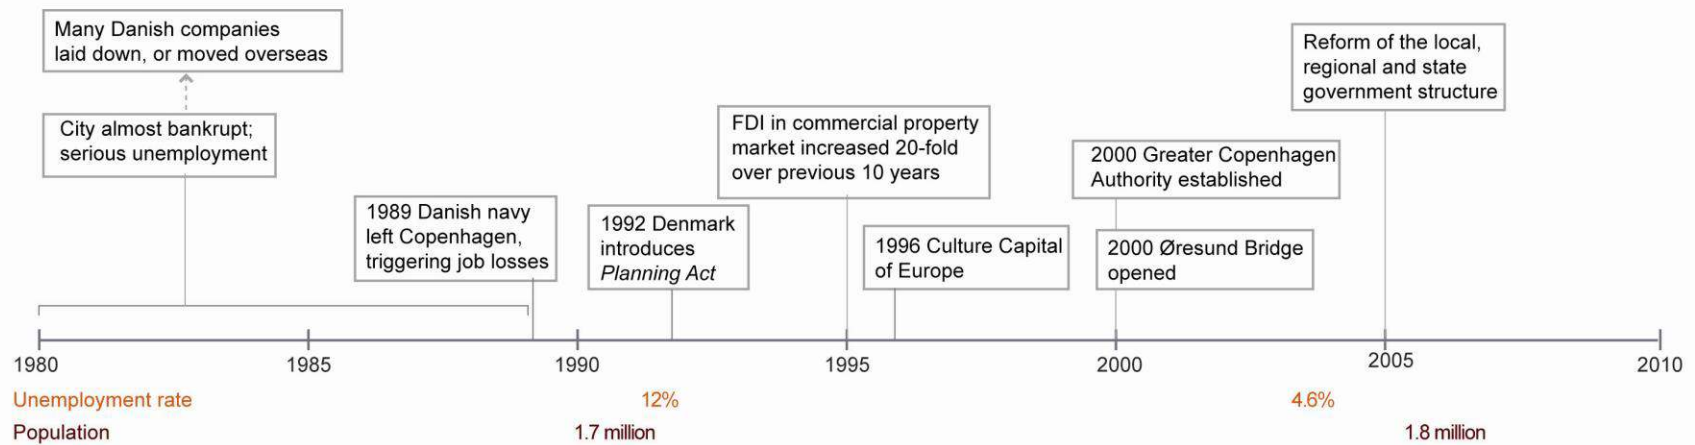 Many Danish companies
laid down, or moved overseas
City almost bankrupt;
serious unemployment
1989 Danish navy
left Copenhagen,
triggering job losses
1992 Denmark
introduces
Planning Act
FDI in commercial property
market increased 20-fold
over previous 10 years
1996 Culture Capital
of Europe
2000 Greater Copenhagen
Authority established
2000 Øresund Bridge
opened
Reform of the local,
regional and state
government structure
1980 1985 1990 1995 2000 2005 2010
Unemployment rate 12% 4.6%
Population 1.7 million 1.8 million